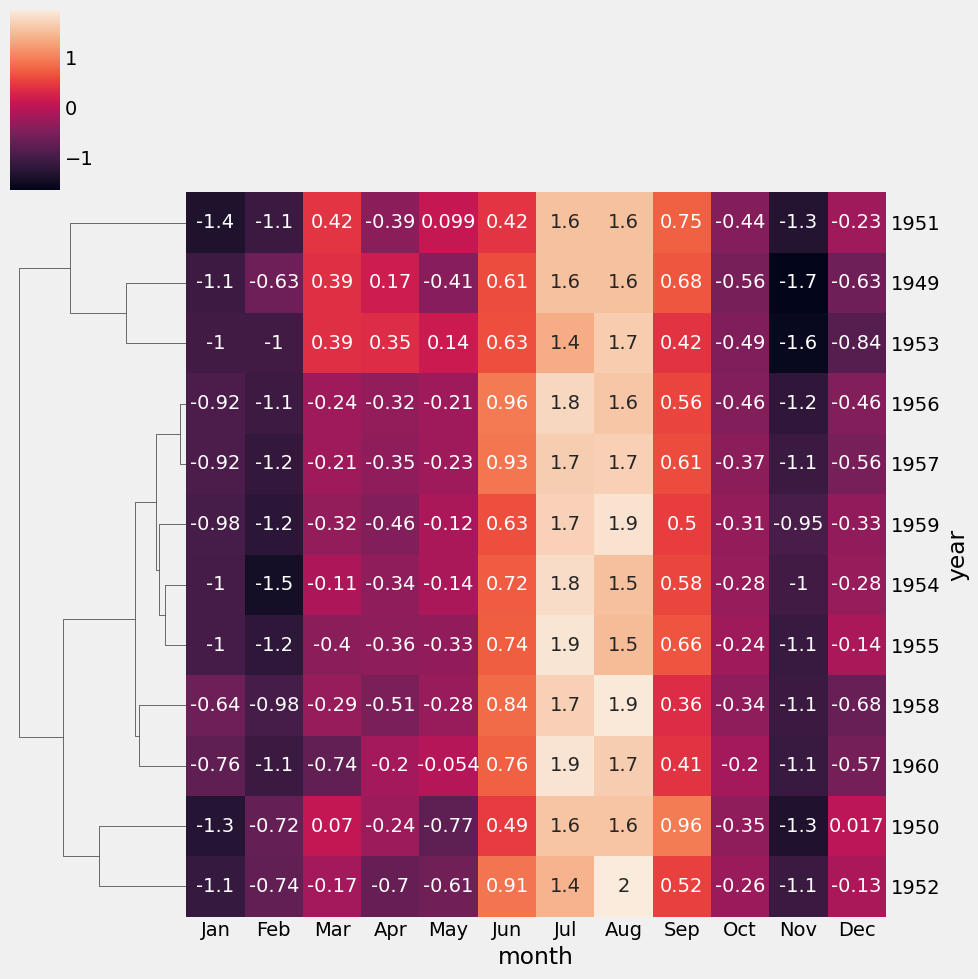 1
0
−1
-1.4 -1.1 0.42 -0.39 0.099 0.42 1.6 1.6 0.75 -0.44 -1.3 -0.23 1951
-1.1 -0.63 0.39 0.17 -0.41 0.61 1.6 1.6 0.68 -0.56 -1.7 -0.63 1949
-1 -1 0.39 0.35 0.14 0.63 1.4 1.7 0.42 -0.49 -1.6 -0.84 1953
-0.92 -1.1 -0.24 -0.32 -0.21 0.96 1.8 1.6 0.56 -0.46 -1.2 -0.46 1956
-0.92 -1.2 -0.21 -0.35 -0.23 0.93 1.7 1.7 0.61 -0.37 -1.1 -0.56 1957
-0.98 -1.2 -0.32 -0.46 -0.12 0.63 1.7 1.9 0.5 -0.31 -0.95 -0.33 1959
year
-1 -1.5 -0.11 -0.34 -0.14 0.72 1.8 1.5 0.58 -0.28 -1 -0.28 1954
-1 -1.2 -0.4 -0.36 -0.33 0.74 1.9 1.5 0.66 -0.24 -1.1 -0.14 1955
-0.64 -0.98 -0.29 -0.51 -0.28 0.84 1.7 1.9 0.36 -0.34 -1.1 -0.68 1958
-0.76 -1.1 -0.74 -0.2 -0.054 0.76 1.9 1.7 0.41 -0.2 -1.1 -0.57 1960
-1.3 -0.72 0.07 -0.24 -0.77 0.49 1.6 1.6 0.96 -0.35 -1.3 0.017 1950
-1.1 -0.74 -0.17 -0.7 -0.61 0.91 1.4 2 0.52 -0.26 -1.1 -0.13 1952
Jan Feb Mar Apr May Jun Jul Aug Sep Oct Nov Dec
month